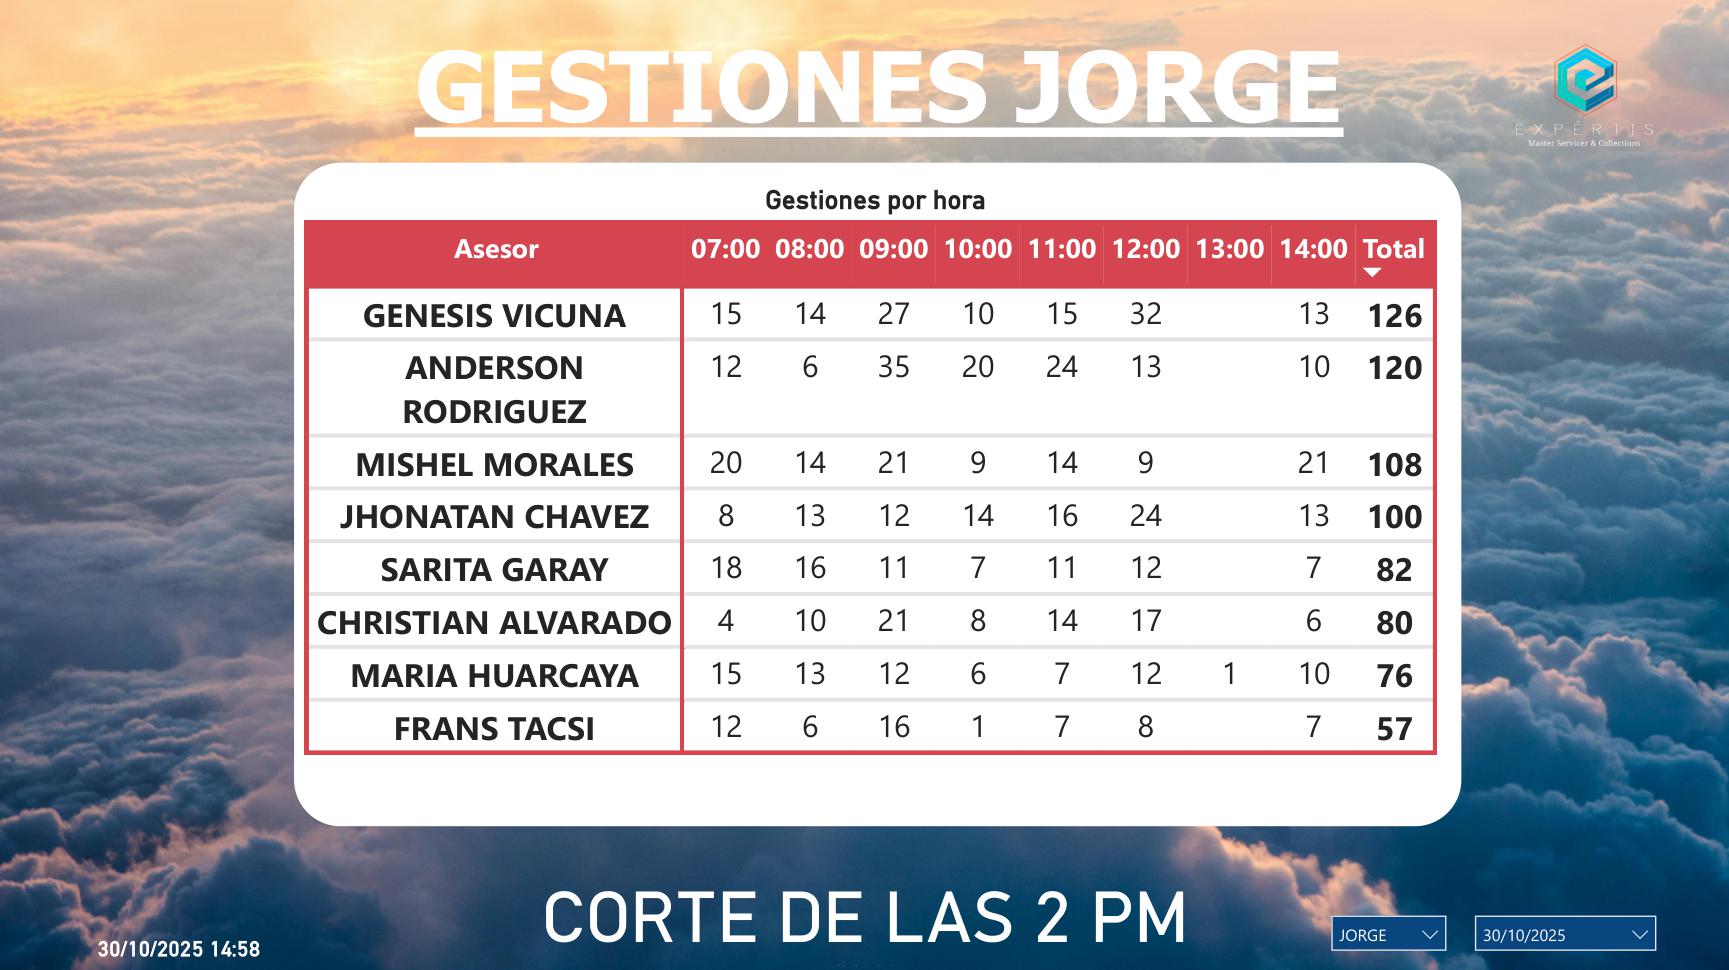 GESTIONES JORGE
EXPÉRTIS
Master Servicer & Collections
Gestiones por hora
Asesor 07:00 08:00 09:00 10:00 11:00 12:00 13:00 14:00 Total
GENESIS VICUNA 15 14 27 10 15 32 13 126
ANDERSON RODRIGUEZ 12 6 35 20 24 13 10 120
MISHEL MORALES 20 14 21 9 14 9 21 108
JHONATAN CHAVEZ 8 13 12 14 16 24 13 100
SARITA GARAY 18 16 11 7 11 12 7 82
CHRISTIAN ALVARADO 4 10 21 8 14 17 6 80
MARIA HUARCAYA 15 13 12 6 7 12 1 10 76
FRANS TACSI 12 6 16 1 7 8 7 57
CORTE DE LAS 2 PM
30/10/2025 14:58
JORGE
30/10/2025